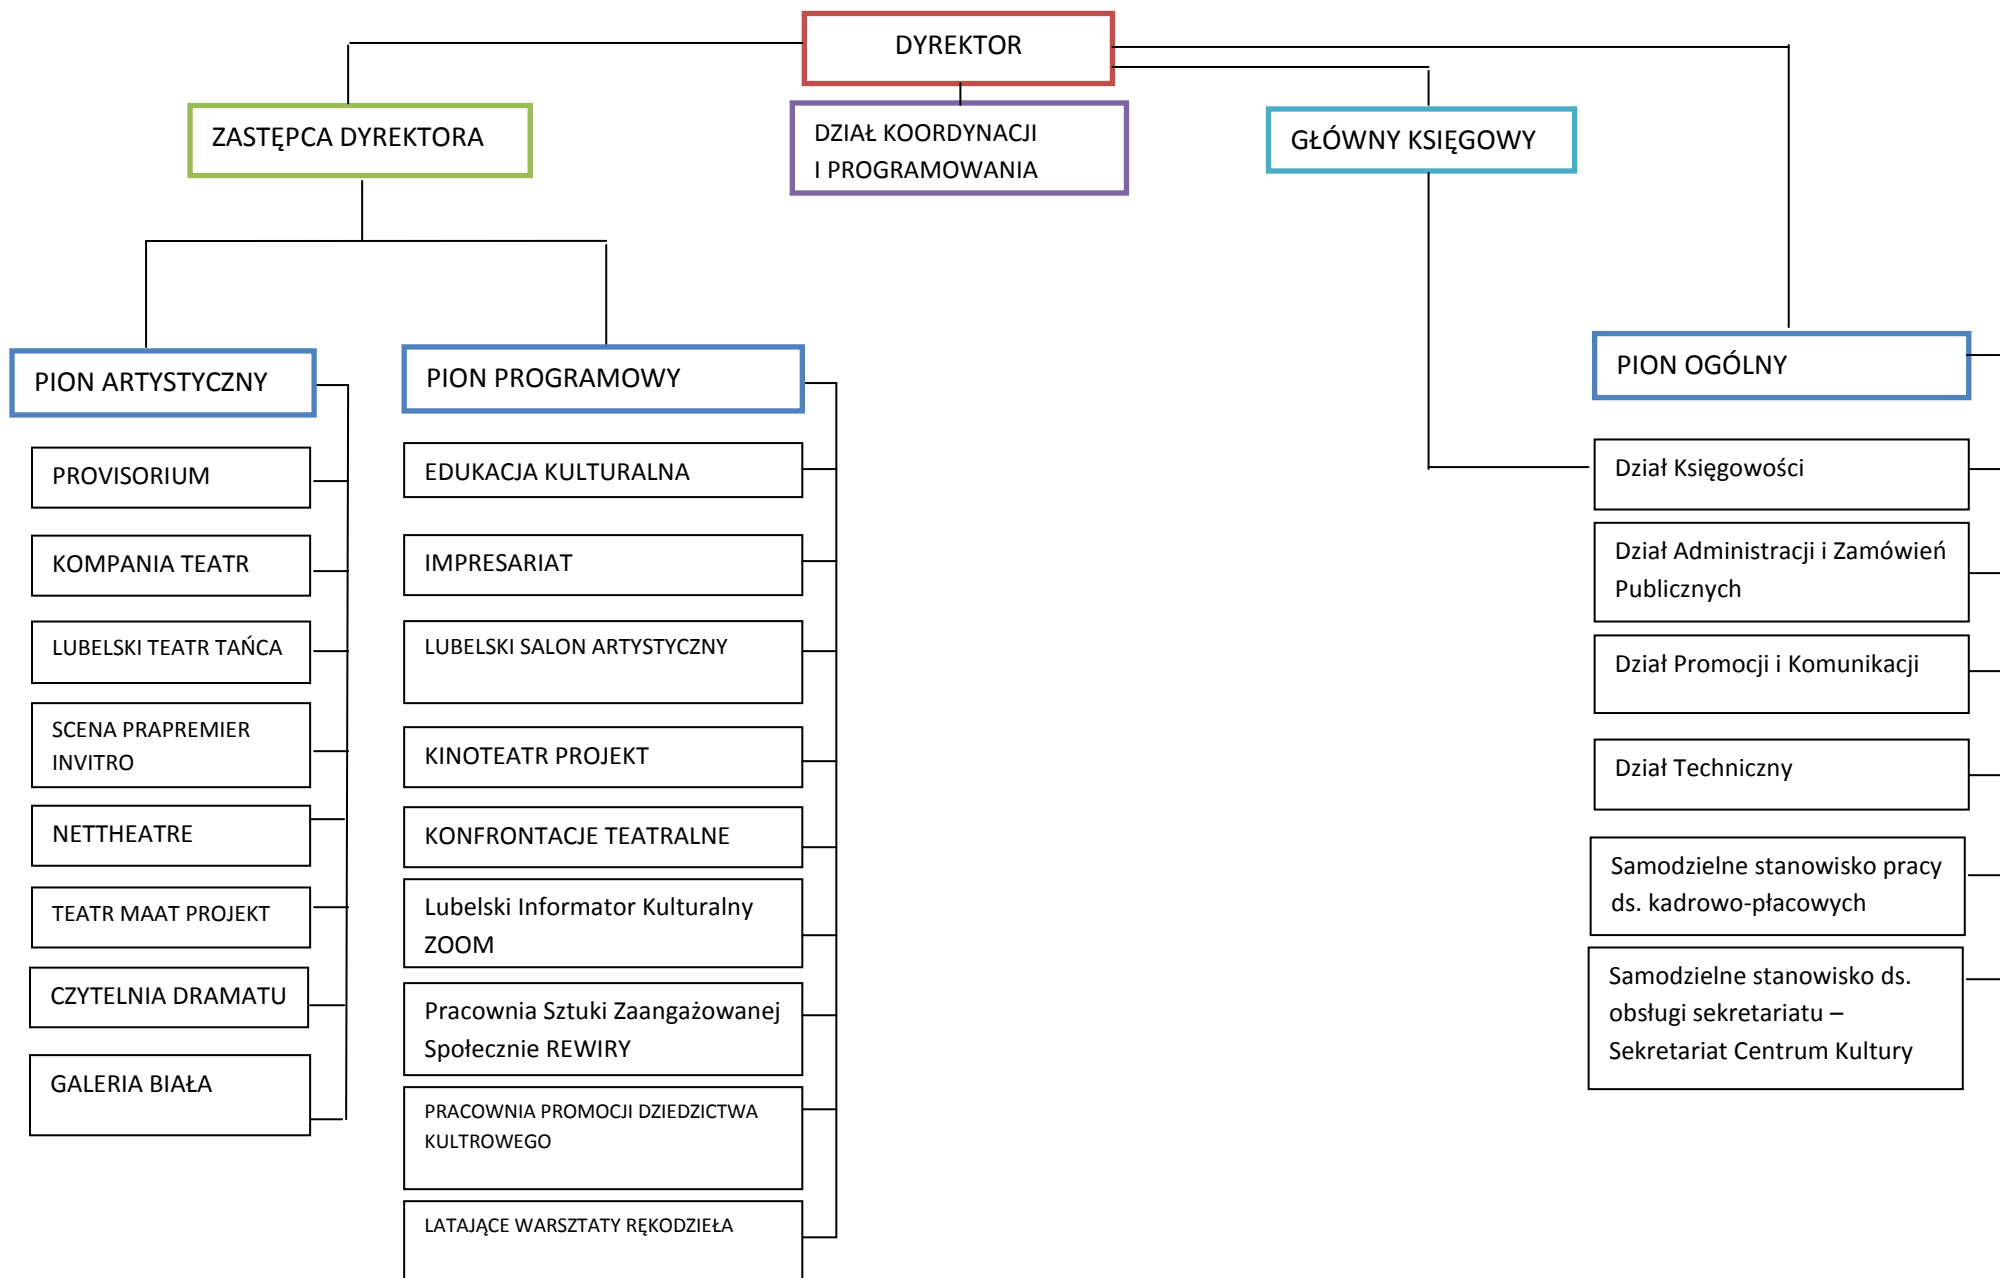 DYREKTOR
ZASTĘPCA DYREKTORA
DZIAŁ KOORDYNACJI
I PROGRAMOWANIA
GŁÓWNY KSIĘGOWY
PION ARTYSTYCZNY
PROVISORIUM
KOMPANIA TEATR
LUBELSKI TEATR TAŃCA
SCENA PRAPREMIER
INVITRO
NETTHEATRE
TEATR MAAT PROJEKT
CZYTELNIA DRAMATU
GALERIA BIAŁA
PION PROGRAMOWY
EDUKACJA KULTURALNA
IMPRESARIAT
LUBELSKI SALON ARTYSTYCZNY
KINOTEATR PROJEKT
KONFRONTACJE TEATRALNE
Lubelski Informator Kulturalny
ZOOM
Pracownia Sztuki Zaangażowanej
Społecznie REWIRY
PRACOWNIA PROMOCJI DZIEDZICTWA
KULTROWEGO
LATAJĄCE WARSZTATY RĘKODZIEŁA
PION OGÓLNY
Dział Księgowości
Dział Administracji i Zamówień
Publicznych
Dział Promocji i Komunikacji
Dział Techniczny
Samodzielne stanowisko pracy
ds. kadrowo-płacowych
Samodzielne stanowisko ds.
obsługi sekretariatu –
Sekretariat Centrum Kultury